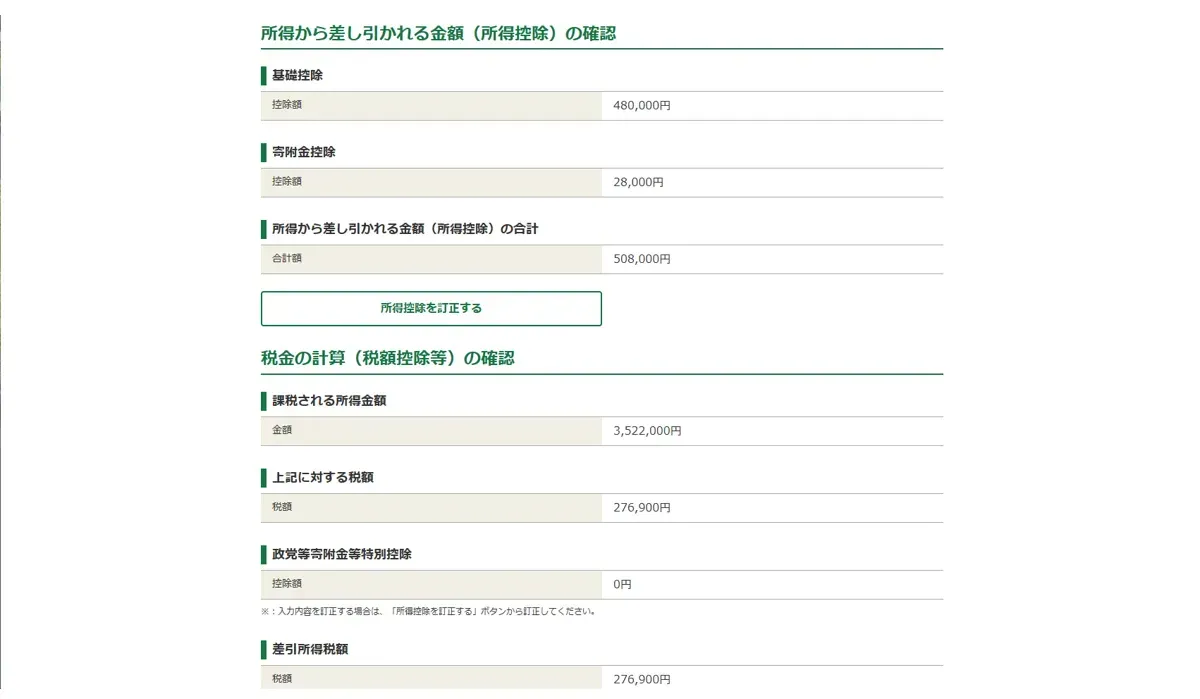 所得から差し引かれる金額（所得控除）の確認
基礎控除
控除額 480,000円
寄附金控除
控除額 28,000円
所得から差し引かれる金額（所得控除）の合計
合計額 508,000円
所得控除を訂正する
税金の計算（税額控除等）の確認
課税される所得金額
金額 3,522,000円
上記に対する税額
税額 276,900円
政党等寄附金等特別控除
控除額 0円
※：入力内容を訂正する場合は、「所得控除を訂正する」ボタンから訂正してください。
差引所得税額
税額 276,900円